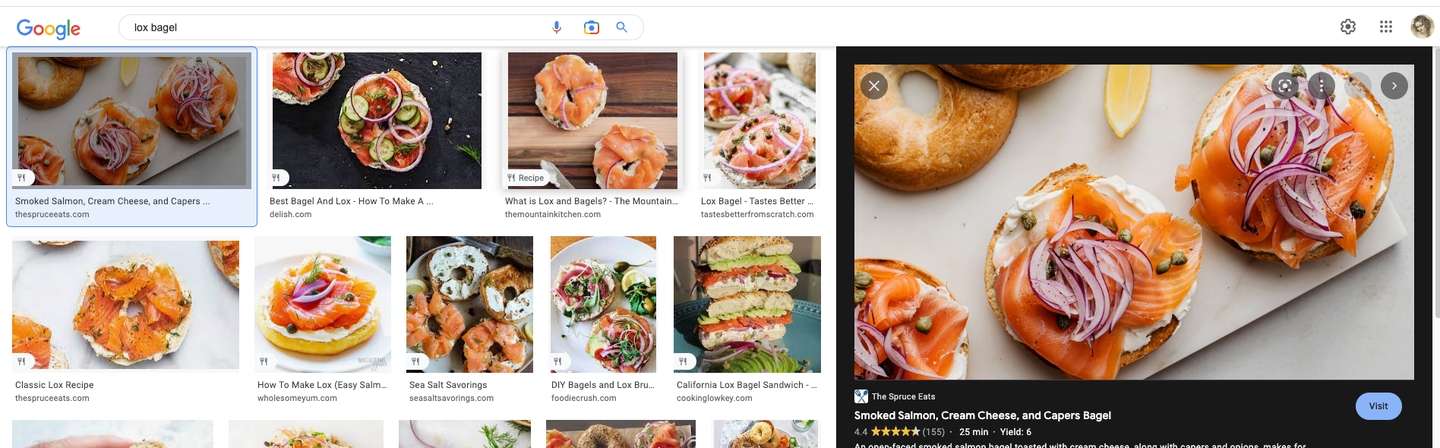 Google
lox bagel
Recipe
Smoked Salmon, Cream Cheese, and Capers ...
thespruceeats.com
Best Bagel And Lox - How To Make A ...
delish.com
What is Lox and Bagels? - The Mountain...
themountainkitchen.com
Lox Bagel - Tastes Better ...
tastesbetterfromscratch.com
Classic Lox Recipe
thespruceeats.com
How To Make Lox (Easy Salm...
wholesomeyum.com
Sea Salt Savorings
seasaltsavorings.com
DIY Bagels and Lox Bru...
foodiecrush.com
California Lox Bagel Sandwich - ...
cookinglowkey.com
The Spruce Eats
Smoked Salmon, Cream Cheese, and Capers Bagel
Visit
4.4 ★★★★★ (155) · 25 min · Yield: 6
An open-faced smoked salmon bagel toasted with cream cheese, along with capers and onions, makes for